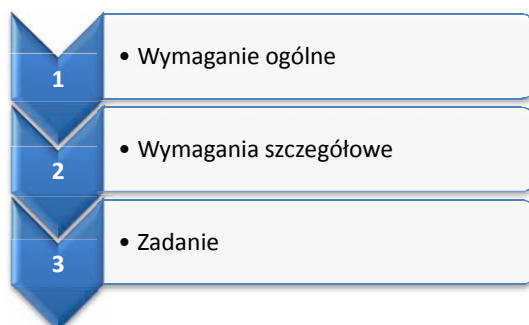 1
• Wymaganie ogólne
2
• Wymagania szczegółowe
3
• Zadanie